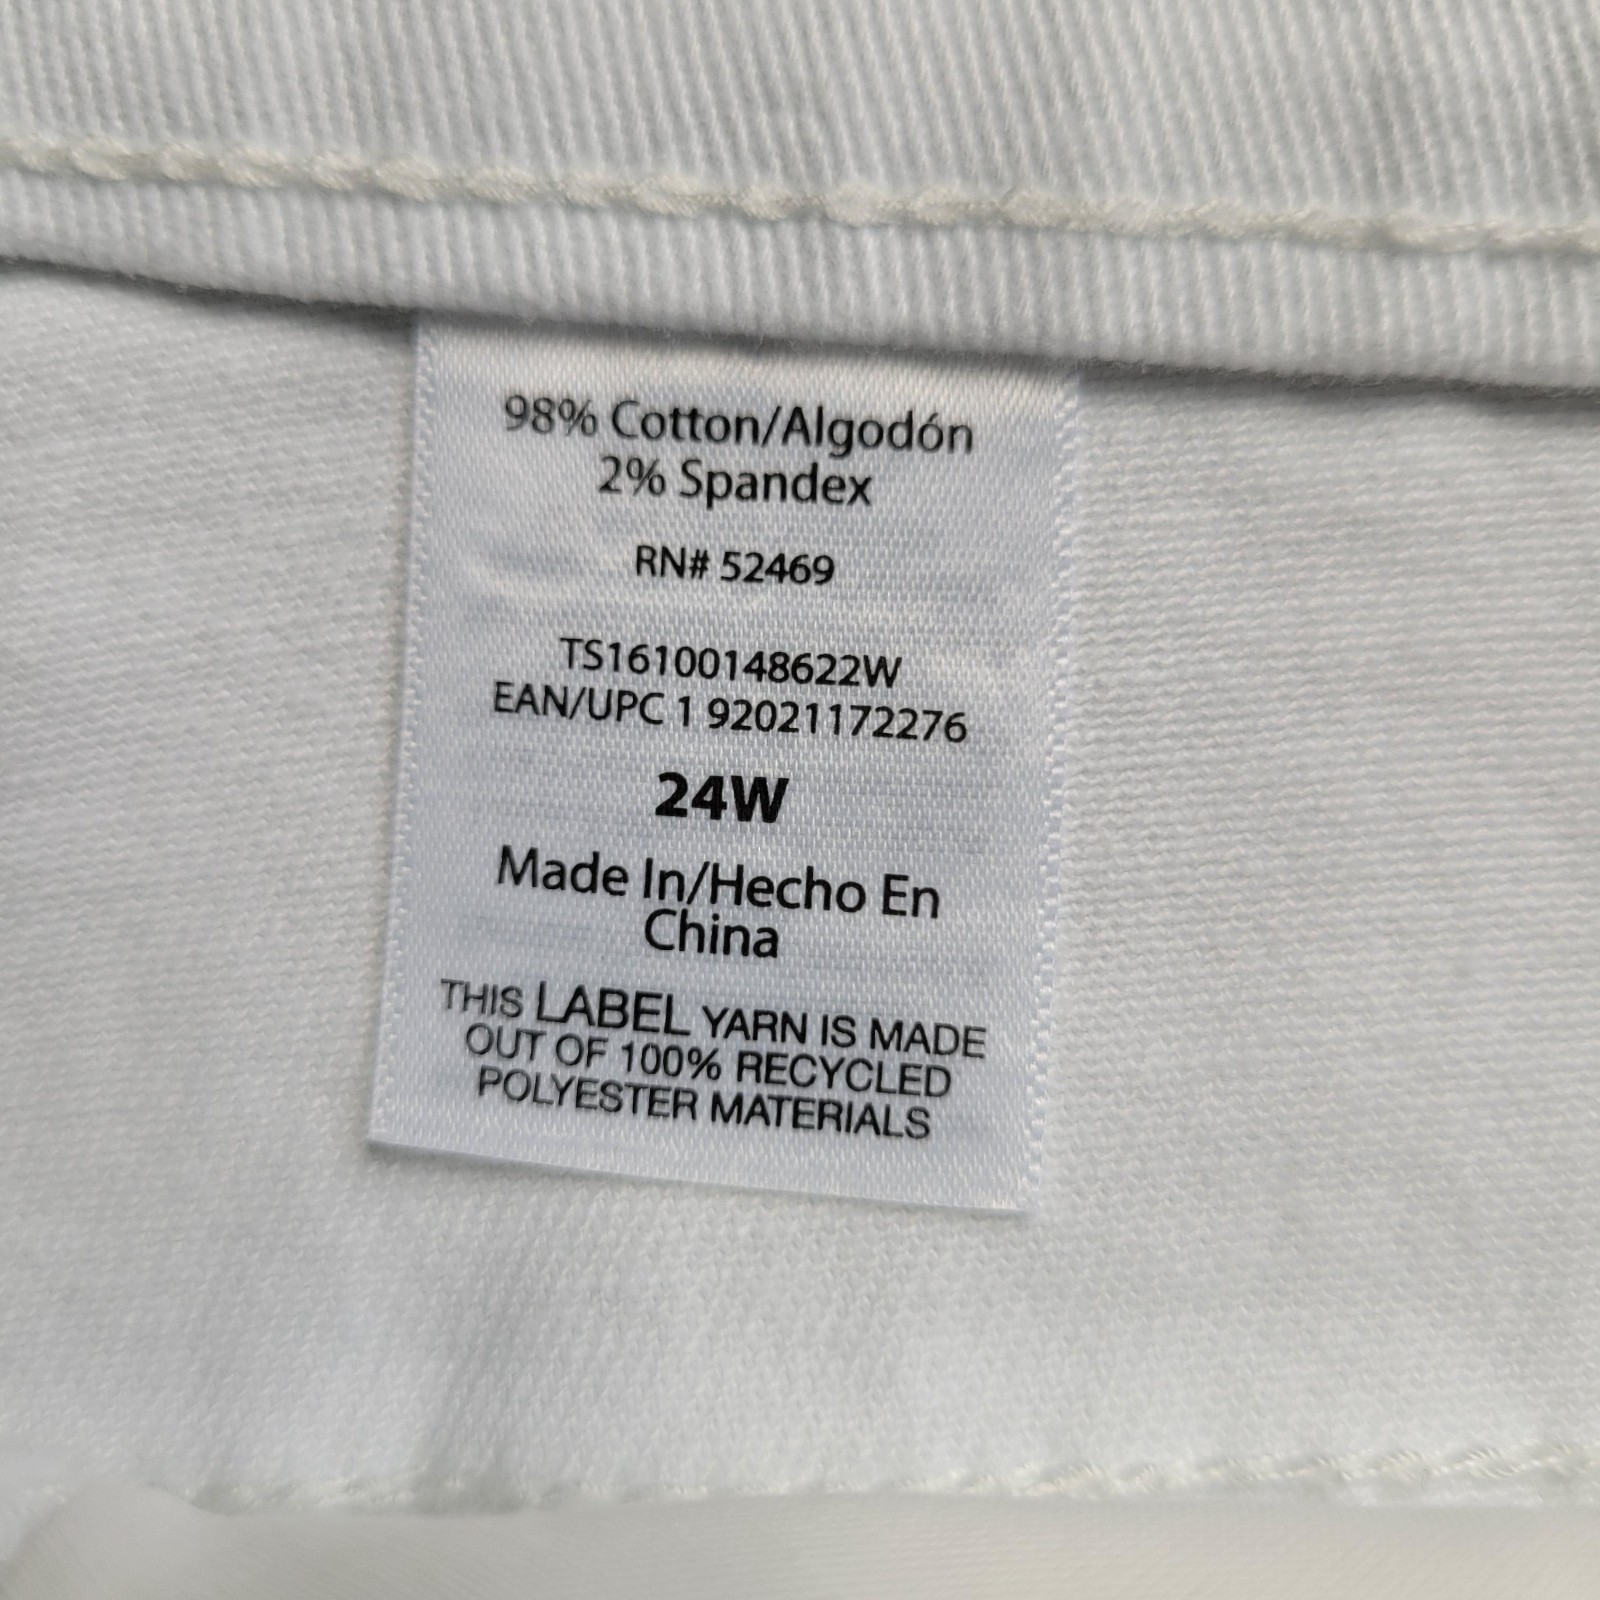 98% Cotton/Algodón
2% Spandex
RN# 52469
TS16100148622W
EAN/UPC 1 92021172276
24W
Made In/Hecho En
China
THIS LABEL YARN IS MADE
OUT OF 100% RECYCLED
POLYESTER MATERIALS